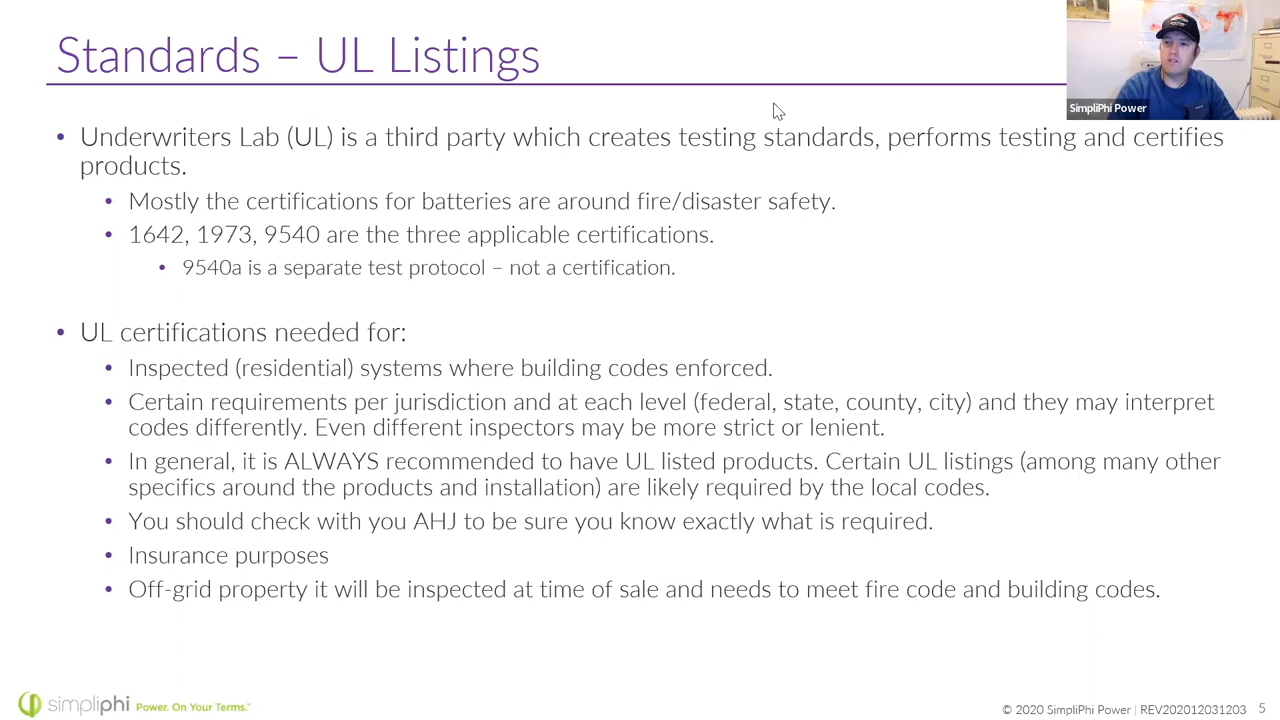 Standards – UL Listings
SimpliPhi Power
• Underwriters Lab (UL) is a third party which creates testing standards, performs testing and certifies
products.
• Mostly the certifications for batteries are around fire/disaster safety.
• 1642, 1973, 9540 are the three applicable certifications.
• 9540a is a separate test protocol – not a certification.
• UL certifications needed for:
• Inspected (residential) systems where building codes enforced.
• Certain requirements per jurisdiction and at each level (federal, state, county, city) and they may interpret
codes differently. Even different inspectors may be more strict or lenient.
• In general, it is ALWAYS recommended to have UL listed products. Certain UL listings (among many other
specifics around the products and installation) are likely required by the local codes.
• You should check with you AHJ to be sure you know exactly what is required.
• Insurance purposes
• Off-grid property it will be inspected at time of sale and needs to meet fire code and building codes.
simpliphi Power. On Your Terms.™
© 2020 SimpliPhi Power | REV202012031203 5